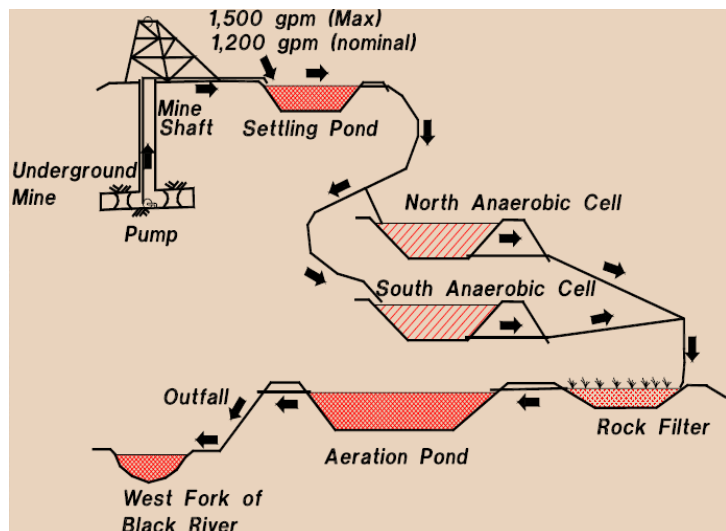 1,500 gpm (Max)
1,200 gpm (nominal)
Mine
Shaft
Settling Pond
Underground
Mine
Pump
North Anaerobic Cell
South Anaerobic Cell
Outfall
Rock Filter
Aeration Pond
West Fork of
Black River